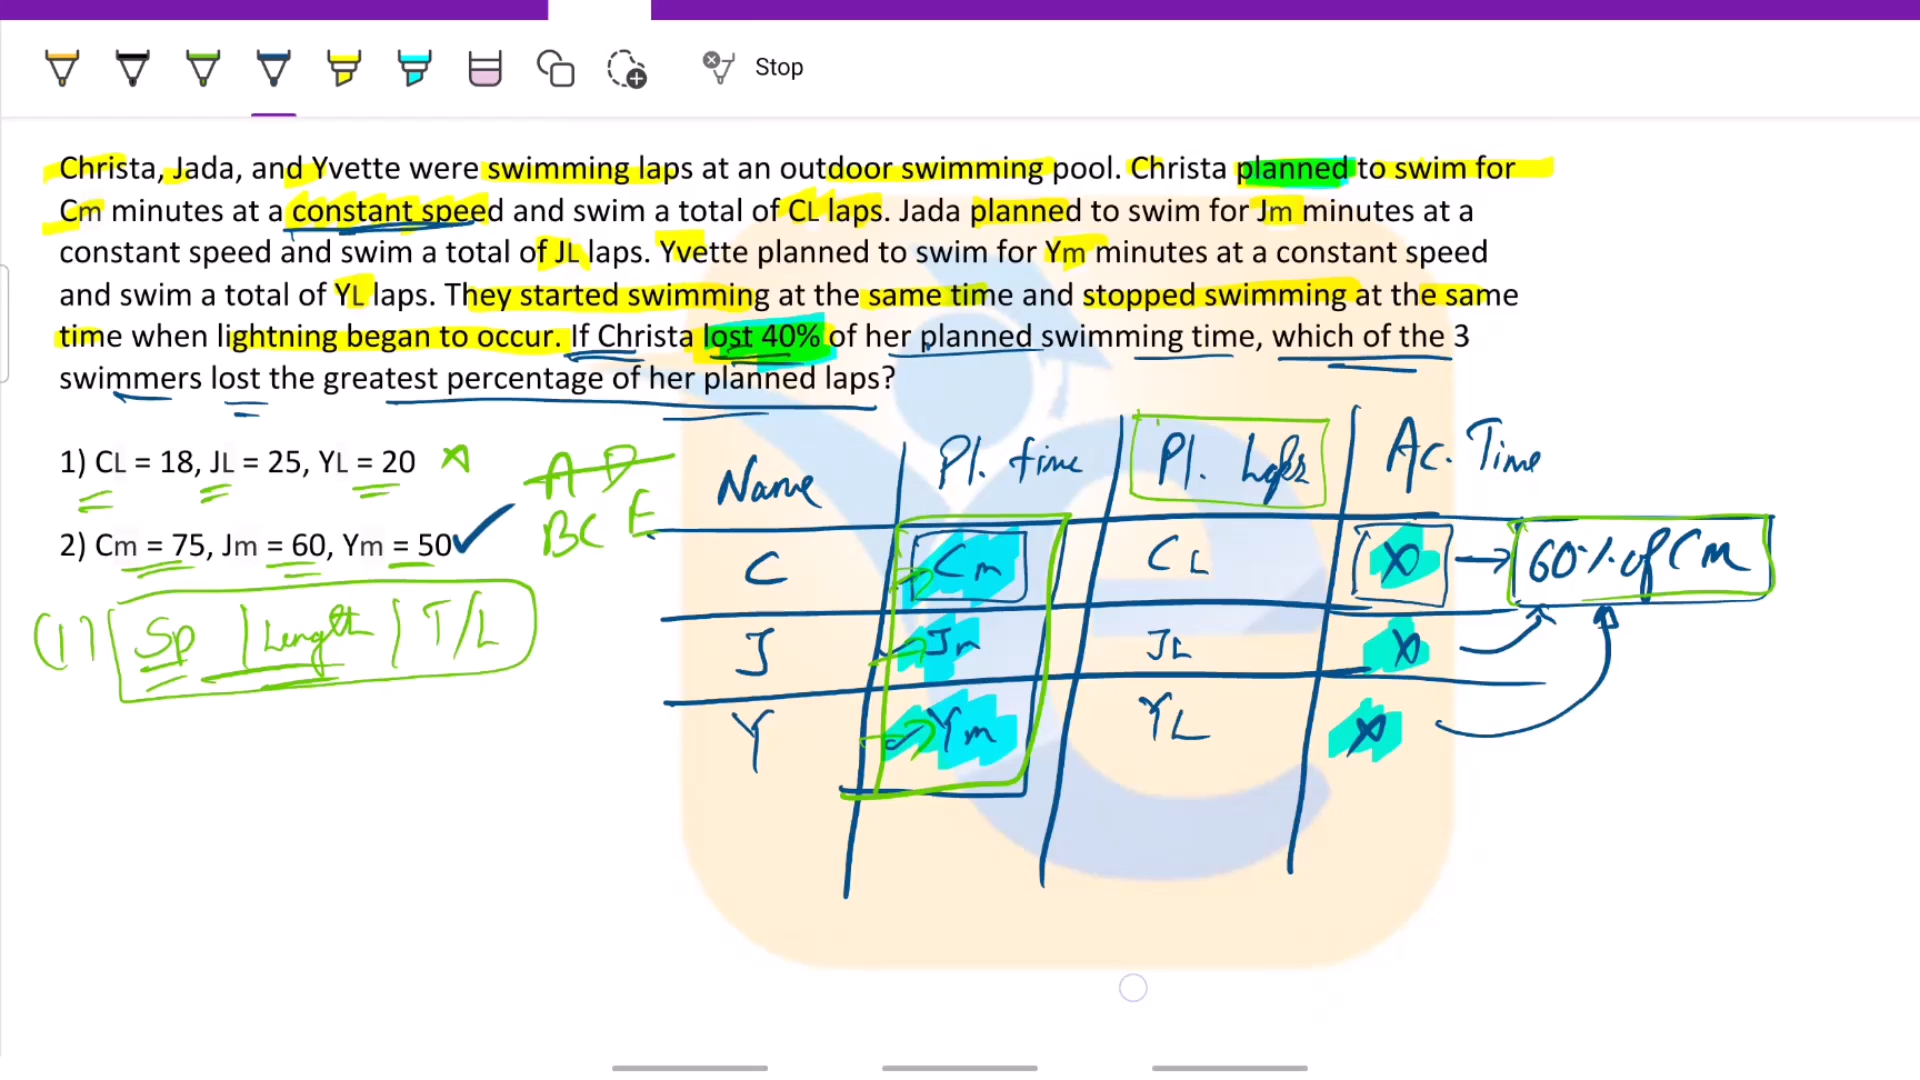 Stop
Christa, Jada, and Yvette were swimming laps at an outdoor swimming pool. Christa planned to swim for
Cm minutes at a constant speed and swim a total of CL laps. Jada planned to swim for Jm minutes at a
constant speed and swim a total of JL laps. Yvette planned to swim for Ym minutes at a constant speed
and swim a total of YL laps. They started swimming at the same time and stopped swimming at the same
time when lightning began to occur. If Christa lost 40% of her planned swimming time, which of the 3
swimmers lost the greatest percentage of her planned laps?
1) CL = 18, JL = 25, YL = 20
2) Cm = 75, Jm = 60, Ym = 50
A D
B C E
(1) Sp | Length | T/L
Name Pl. time Pl. Laps Ac. Time
C Cm CL x → 60% of Cm
J Jm JL x
Y Ym YL x